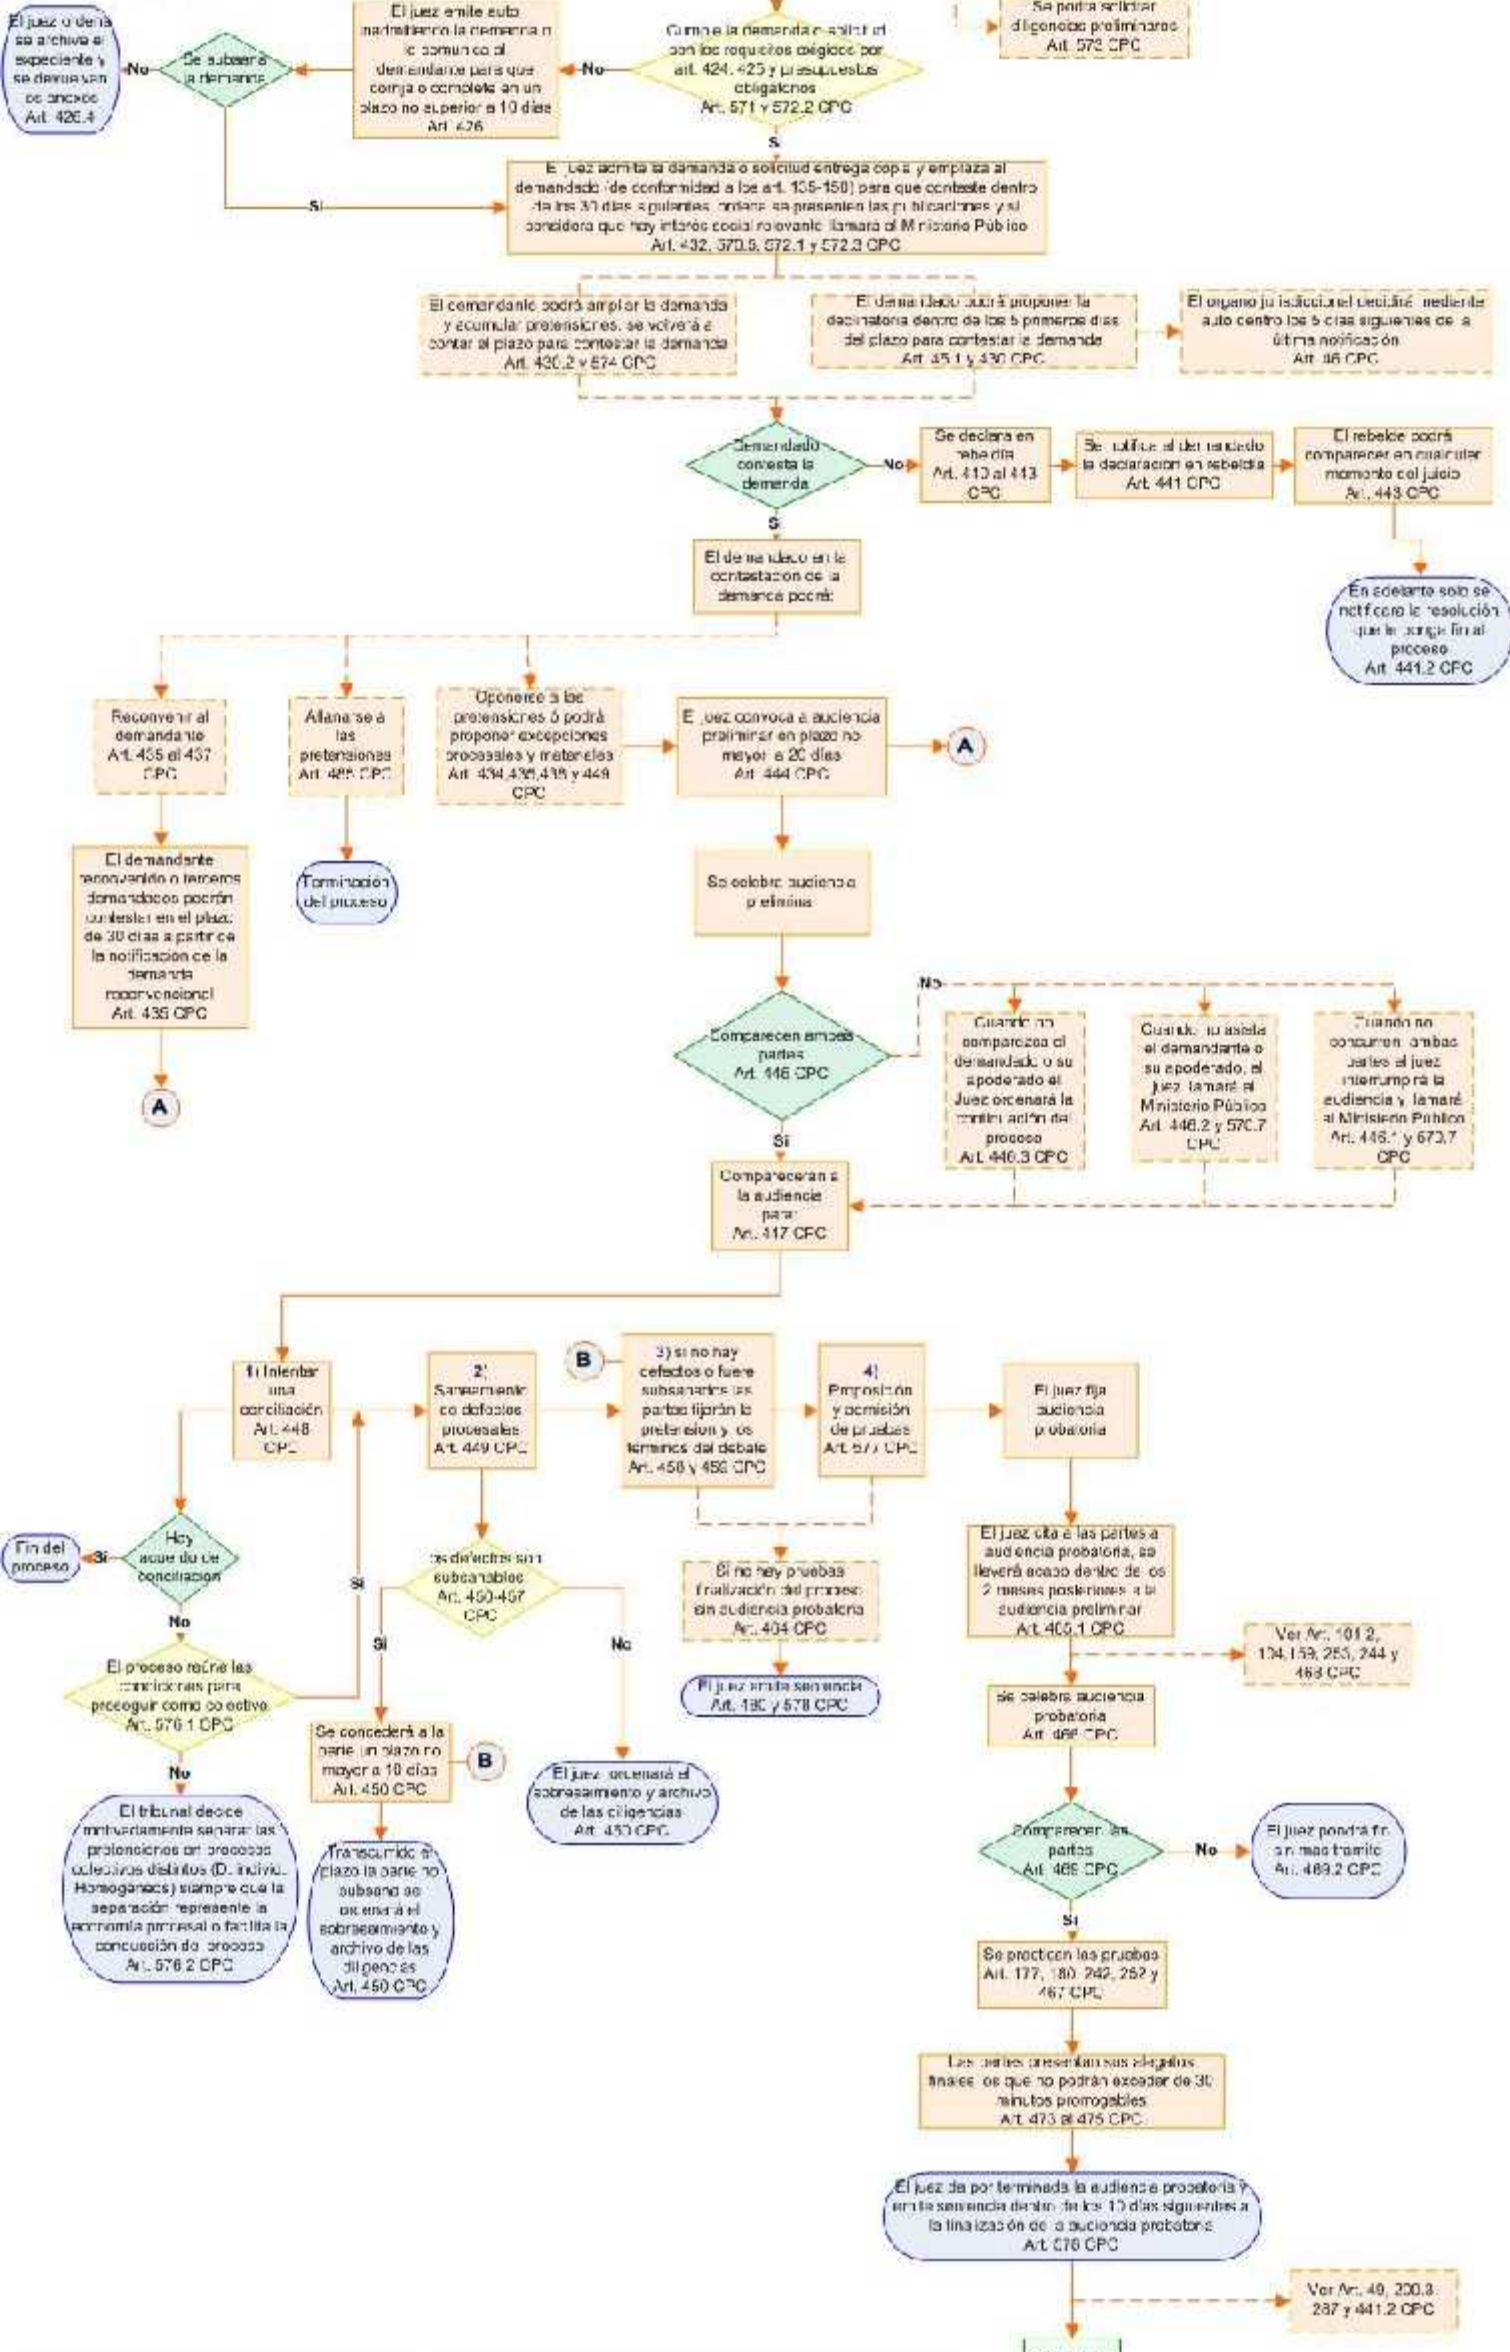 El juez ordena
se archive el
expediente y
se devuelvan
los anexos
Art. 426.4
No
Se subsana
la demanda
El juez emite auto
inadmitiendo la demanda o
lo comunica al
demandante para que
corrija o complete en un
plazo no superior a 10 días
Art. 426
No
Cumple la demanda o solicitud
con los requisitos exigidos por
art. 424, 425 y presupuestos
obligatorios
Art. 571 y 572.2 CPC
Se podrá solicitar
diligencias preliminares
Art. 573 CPC
Si
Si
El juez admite la demanda o solicitud entrega copia y emplaza al
demandado (de conformidad a los art. 135-158) para que conteste dentro
de los 30 días siguientes, ordena se presenten las publicaciones y si
considera que hay interés social relevante llamara al Ministerio Público
Art. 432, 570.5, 572.1 y 572.3 CPC
El demandante podrá ampliar la demanda
y acumular pretensiones, se volverá a
contar el plazo para contestar la demanda
Art. 430.2 y 574 CPC
El demandado podrá proponer la
declinatoria dentro de los 5 primeros días
del plazo para contestar la demanda
Art. 45.1 y 430 CPC
El organo jurisdiccional decidirá mediante
auto dentro los 5 días siguientes de la
última notificación
Art. 46 CPC
Demandado
contesta la
demanda
No
Se declara en
rebeldía
Art. 440 al 443
CPC
Se notifica al demandado
la declaración en rebeldía
Art. 441 CPC
El rebelde podrá
comparecer en cualquier
momento del juicio
Art. 443 CPC
En adelante solo se
notificara la resolución
que le ponga fin al
proceso
Art. 441.2 CPC
Si
El demandado en la
contestación de la
demanda podrá:
Reconvenir al
demandante
Art. 435 al 437
CPC
Allanarse a
las
pretensiones
Art. 485 CPC
Oponerse a las
pretensiones ó podrá
proponer excepciones
procesales y materiales
Art. 434,436,438 y 449
CPC
El juez convoca a audiencia
preliminar en plazo no
mayor a 20 días
Art. 444 CPC
A
El demandante
reconvenido o terceros
demandados podrán
contestar en el plazo
de 30 días a partir de
la notificación de la
demanda
reconvencional
Art. 435 CPC
Terminación
del proceso
A
Se celebra audiencia
preliminar
Comparecen ambas
partes
Art. 446 CPC
No
Cuando no
comparezca el
demandado o su
apoderado el
Juez ordenará la
continuación del
proceso
Art. 446.3 CPC
Cuando no asista
el demandante o
su apoderado, el
juez llamará al
Ministerio Público
Art. 446.2 y 570.7
CPC
Cuando no
concurren ambas
partes el juez
interrumpirá la
audiencia y llamará
al Ministerio Público
Art. 446.1 y 570.7
CPC
Si
Comparecerán a
la audiencia
para:
Art. 447 CPC
1) Intentar
una
conciliación
Art. 448
CPC
2)
Saneamiento
de defectos
procesales
Art. 449 CPC
B
3) si no hay
defectos o fuere
subsanados las
partes fijarán la
pretension y los
términos del debate
Art. 458 y 459 CPC
4)
Proposición
y admisión
de pruebas
Art. 577 CPC
El juez fija
audiencia
probatoria
Fin del
proceso
Si
Hay
acuerdo de
conciliación
No
El proceso reúne las
condiciones para
proseguir como colectivo
Art. 576.1 CPC
Si
No
El tribunal decide
motivadamente separar las
pretensiones en procesos
colectivos distintos (D. individ.
Homogéneos) siempre que la
separación represente la
economía procesal o facilita la
conducción del proceso
Art. 576.2 CPC
los defectos son
subsanables
Art. 450-457
CPC
Si
No
Se concederá a la
parte un plazo no
mayor a 10 días
Art. 450 CPC
B
Transcurrido el
plazo la parte no
subsana se
ordenará el
sobreseimiento y
archivo de las
diligencias
Art. 450 CPC
El juez ordenará el
sobreseimiento y archivo
de las diligencias
Art. 450 CPC
Si no hay pruebas
finalización del proceso
sin audiencia probatoria
Art. 464 CPC
El juez emite sentencia
Art. 480 y 578 CPC
El juez cita a las partes a
audiencia probatoria, se
llevará acabo dentro de los
2 meses posteriores a la
audiencia preliminar
Art. 465.1 CPC
Ver Art. 101.2,
104,159, 253, 244 y
468 CPC
Se celebra audiencia
probatoria
Art. 466 CPC
Comparecen las
partes
Art. 469 CPC
No
El juez pondrá fin
sin mas tramite
Art. 469.2 CPC
Si
Se practican las pruebas
Art. 177, 180, 242, 252 y
467 CPC
Las partes presentan sus alegatos
finales los que no podrán exceder de 30
minutos prorrogables
Art. 473 al 475 CPC
El juez da por terminada la audiencia probatoria y
emite sentencia dentro de los 10 días siguientes a
la finalización de la audiencia probatoria
Art. 578 CPC
Ver Art. 49, 200.3,
287 y 441.2 CPC